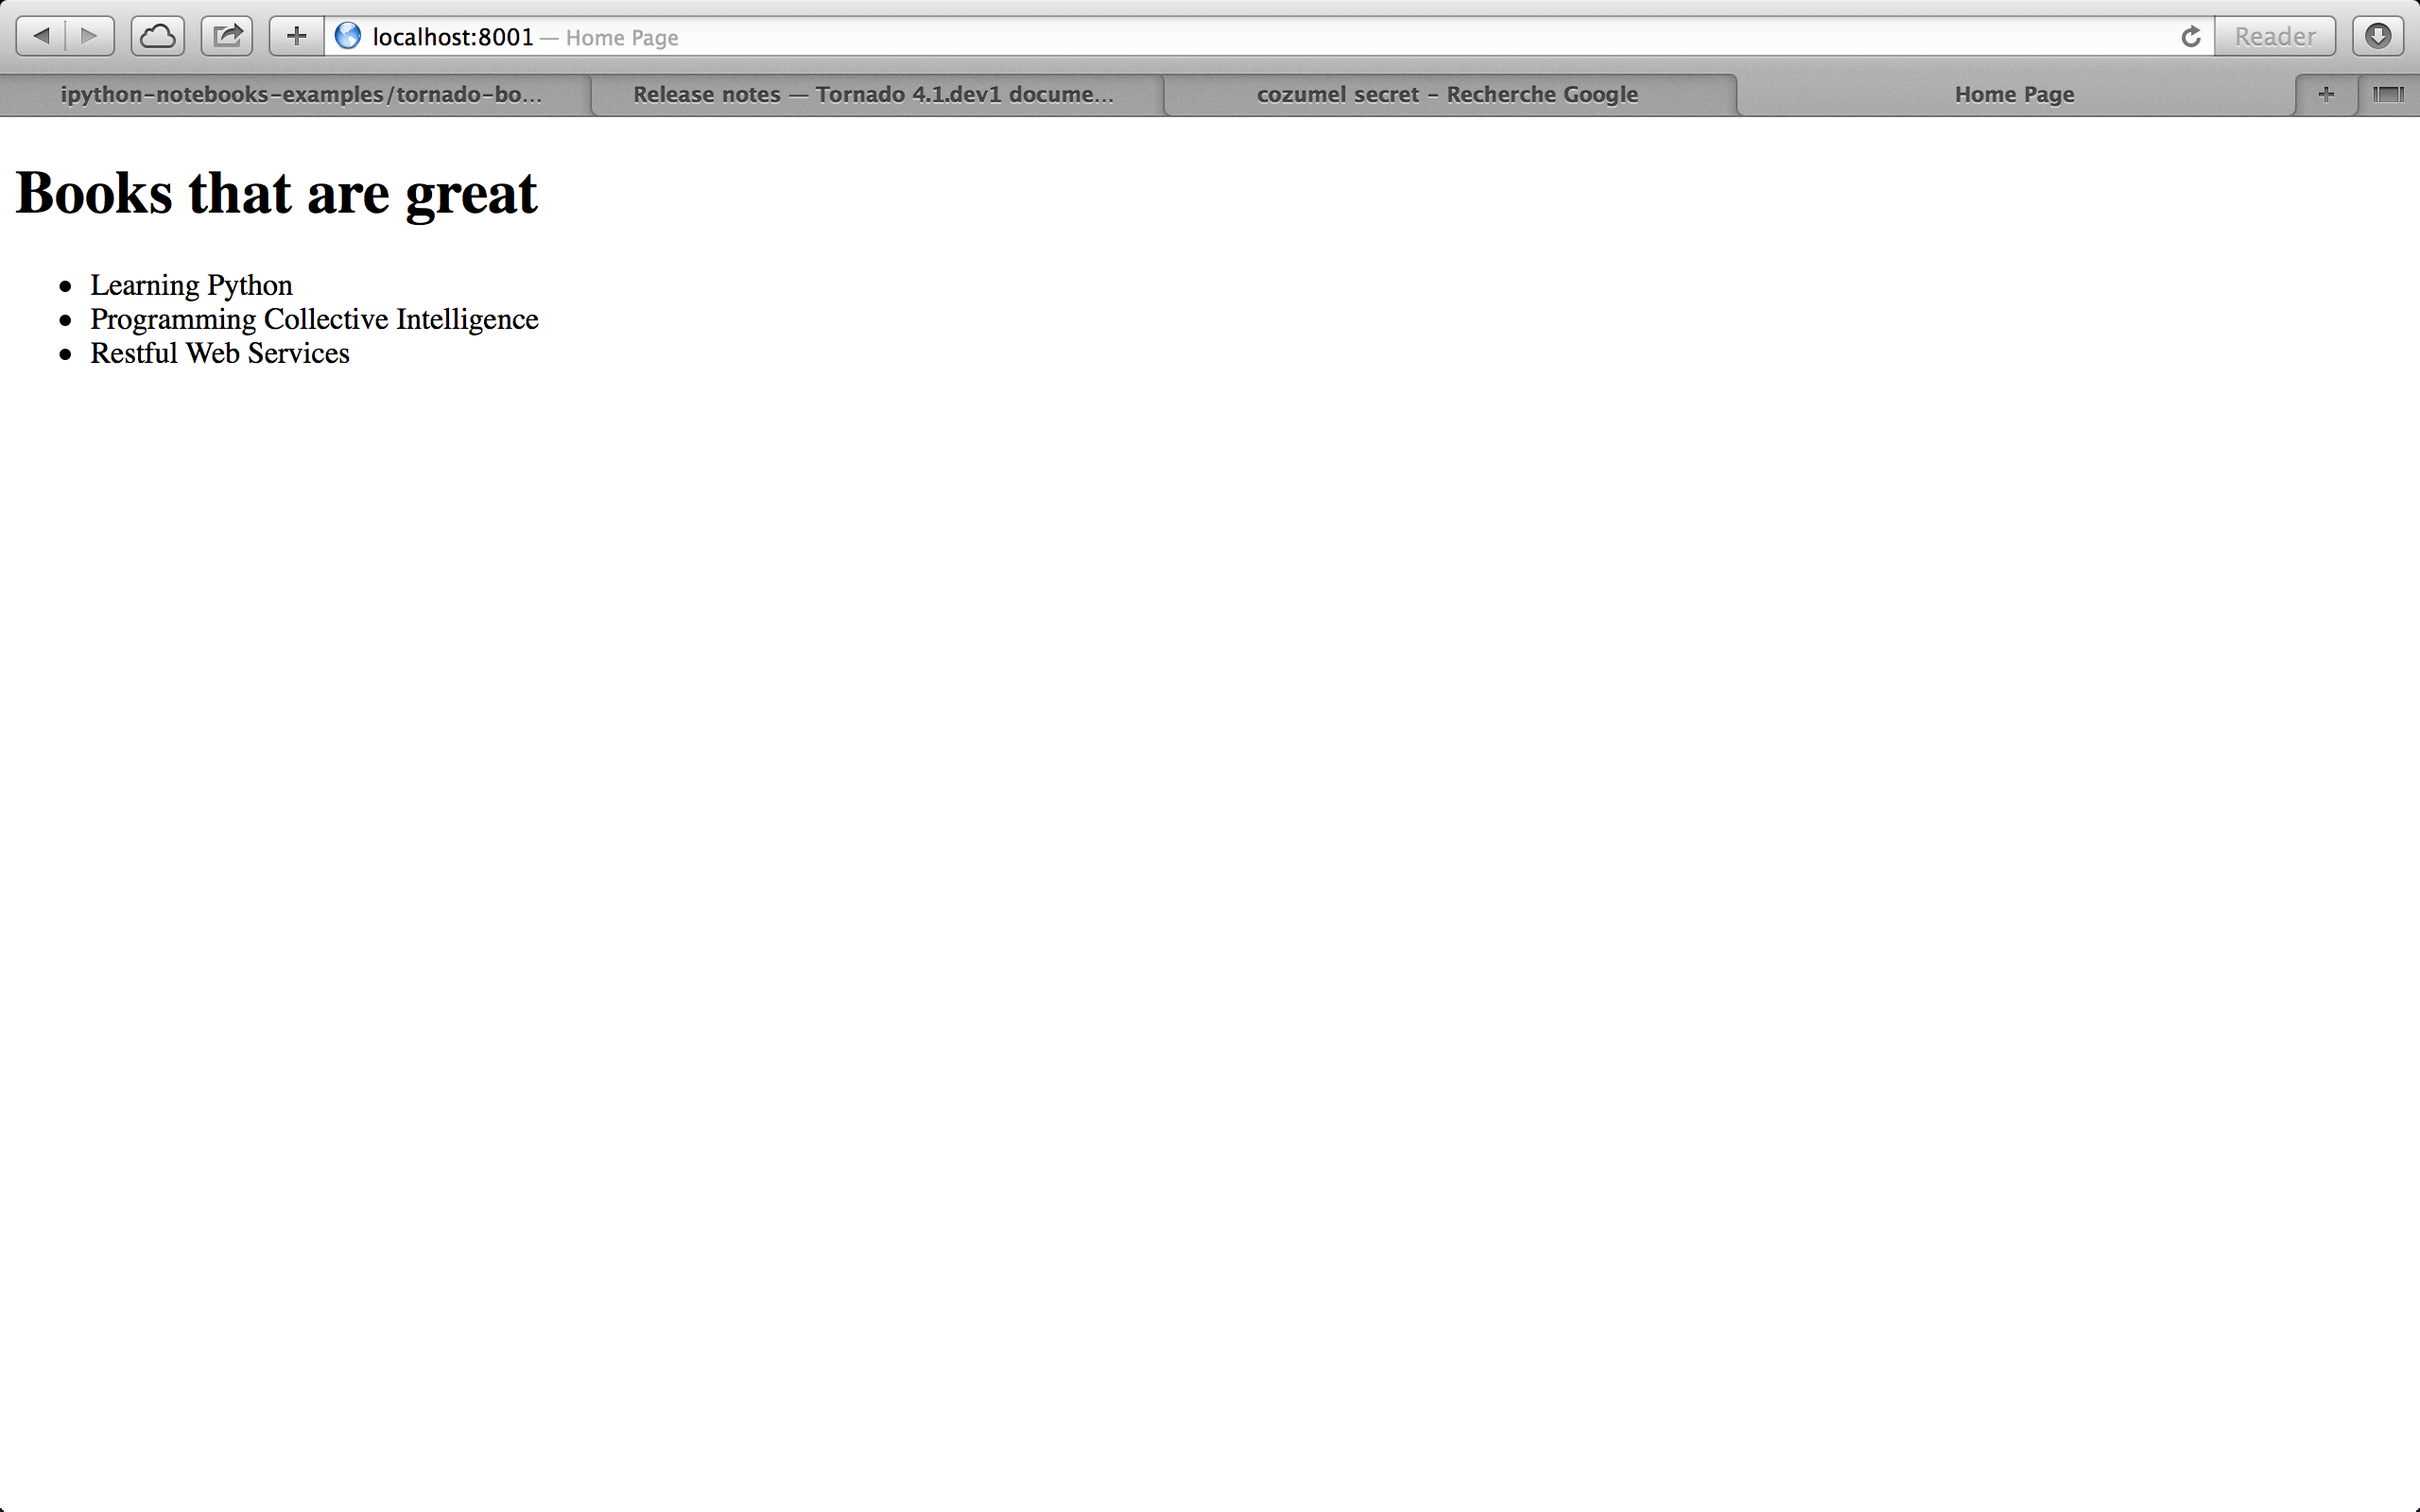 localhost:8001 — Home Page
Reader
ipython-notebooks-examples/tornado-bo...
Release notes — Tornado 4.1.dev1 docume...
cozumel secret - Recherche Google
Home Page
Books that are great
• Learning Python
• Programming Collective Intelligence
• Restful Web Services